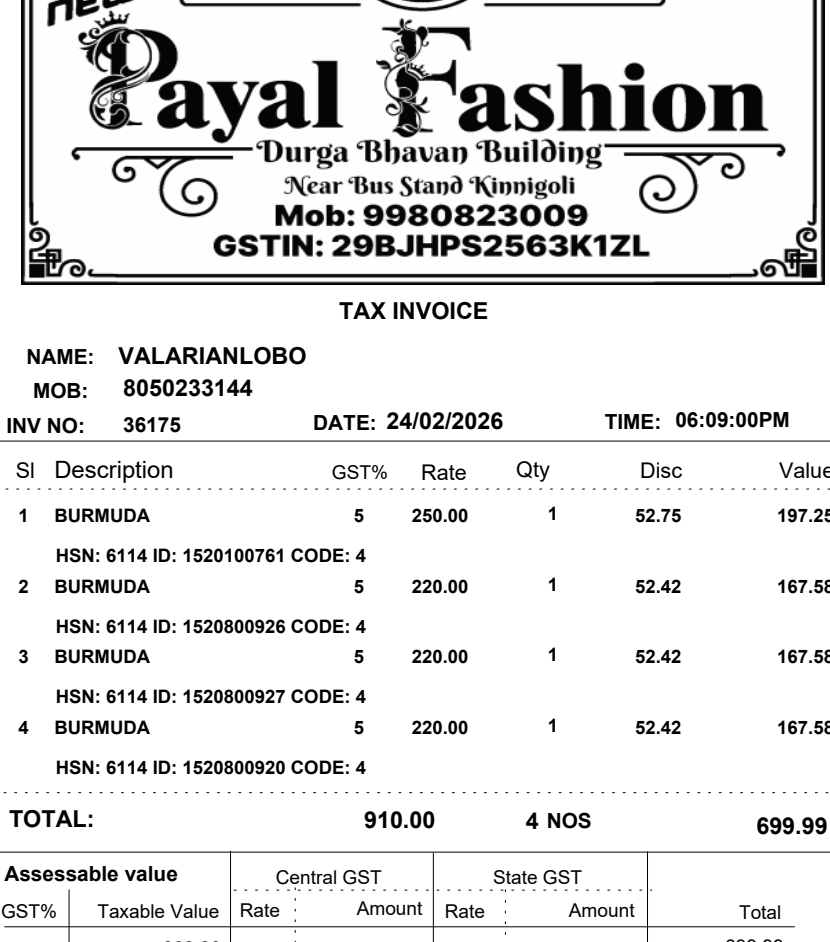 Payal Fashion
Durga Bhavan Building
Near Bus Stand Kinnigoli
Mob: 9980823009
GSTIN: 29BJHPS2563K1ZL
TAX INVOICE
NAME: VALARIANLOBO
MOB: 8050233144
INV NO: 36175 DATE: 24/02/2026 TIME: 06:09:00PM
Sl Description GST% Rate Qty Disc Value
1 BURMUDA 5 250.00 1 52.75 197.25
HSN: 6114 ID: 1520100761 CODE: 4
2 BURMUDA 5 220.00 1 52.42 167.58
HSN: 6114 ID: 1520800926 CODE: 4
3 BURMUDA 5 220.00 1 52.42 167.58
HSN: 6114 ID: 1520800927 CODE: 4
4 BURMUDA 5 220.00 1 52.42 167.58
HSN: 6114 ID: 1520800920 CODE: 4
TOTAL: 910.00 4 NOS 699.99
Assessable value Central GST State GST
GST% Taxable Value Rate Amount Rate Amount Total